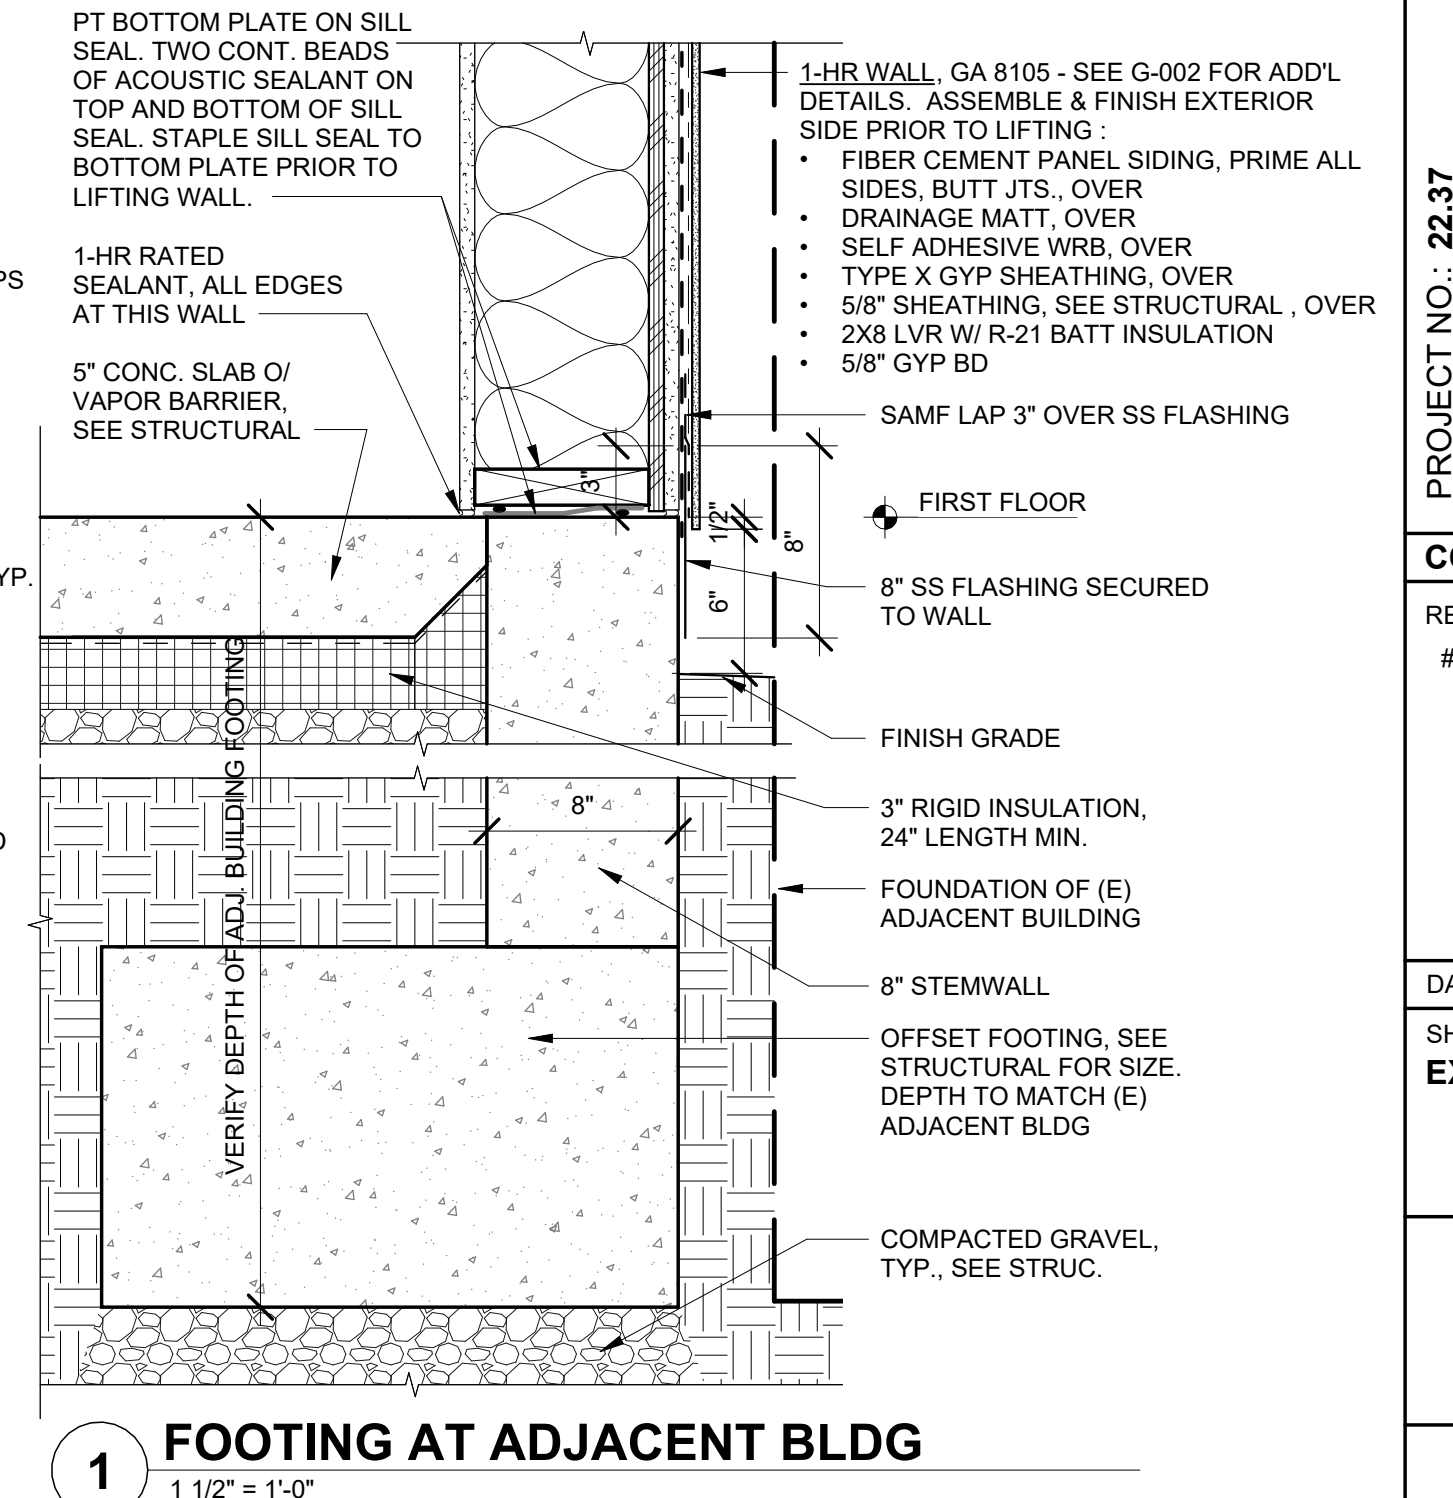 PT BOTTOM PLATE ON SILL
SEAL. TWO CONT. BEADS
OF ACOUSTIC SEALANT ON
TOP AND BOTTOM OF SILL
SEAL. STAPLE SILL SEAL TO
BOTTOM PLATE PRIOR TO
LIFTING WALL.
1-HR RATED
SEALANT, ALL EDGES
AT THIS WALL
5" CONC. SLAB O/
VAPOR BARRIER,
SEE STRUCTURAL
PS
YP.
1-HR WALL, GA 8105 - SEE G-002 FOR ADD'L
DETAILS. ASSEMBLE & FINISH EXTERIOR
SIDE PRIOR TO LIFTING :
• FIBER CEMENT PANEL SIDING, PRIME ALL
SIDES, BUTT JTS., OVER
• DRAINAGE MATT, OVER
• SELF ADHESIVE WRB, OVER
• TYPE X GYP SHEATHING, OVER
• 5/8" SHEATHING, SEE STRUCTURAL , OVER
• 2X8 LVR W/ R-21 BATT INSULATION
• 5/8" GYP BD
SAMF LAP 3" OVER SS FLASHING
FIRST FLOOR
8" SS FLASHING SECURED
TO WALL
FINISH GRADE
3" RIGID INSULATION,
24" LENGTH MIN.
FOUNDATION OF (E)
ADJACENT BUILDING
8" STEMWALL
OFFSET FOOTING, SEE
STRUCTURAL FOR SIZE.
DEPTH TO MATCH (E)
ADJACENT BLDG
COMPACTED GRAVEL,
TYP., SEE STRUC.
3"
1/2"
8"
6"
8"
VERIFY DEPTH OF ADJ. BUILDING FOOTING
1
FOOTING AT ADJACENT BLDG
1 1/2" = 1'-0"
PROJECT NO.: 22.37
RE
#
DA
SH
EX